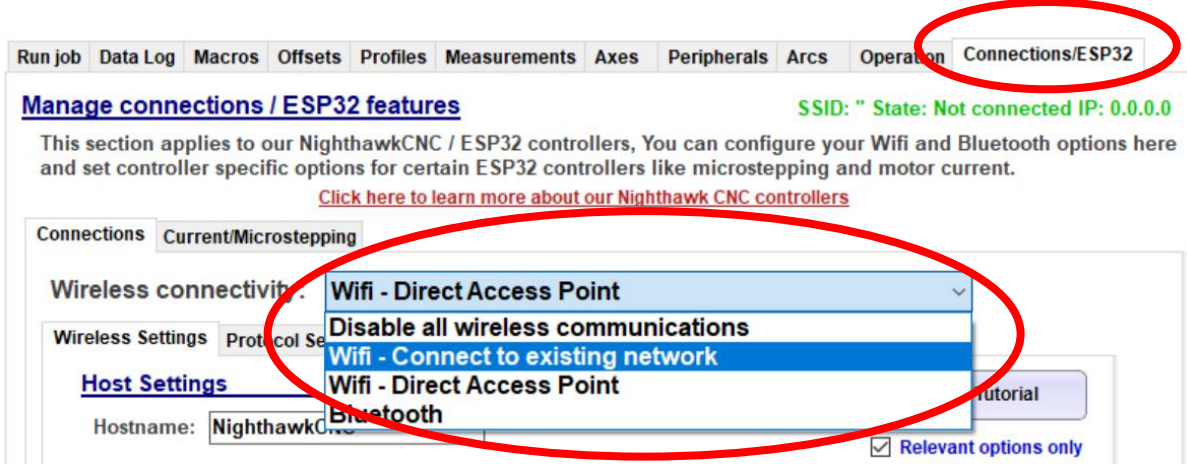 Run job Data Log Macros Offsets Profiles Measurements Axes Peripherals Arcs Operation Connections/ESP32
Manage connections / ESP32 features
SSID: '' State: Not connected IP: 0.0.0.0
This section applies to our NighthawkCNC / ESP32 controllers, You can configure your Wifi and Bluetooth options here
and set controller specific options for certain ESP32 controllers like microstepping and motor current.
Click here to learn more about our Nighthawk CNC controllers
Connections Current/Microstepping
Wireless connectivity: Wifi - Direct Access Point
Disable all wireless communications
Wifi - Connect to existing network
Wifi - Direct Access Point
Bluetooth
Wireless Settings Protocol Se
Host Settings
Tutorial
Hostname: NighthawkCNC
Relevant options only